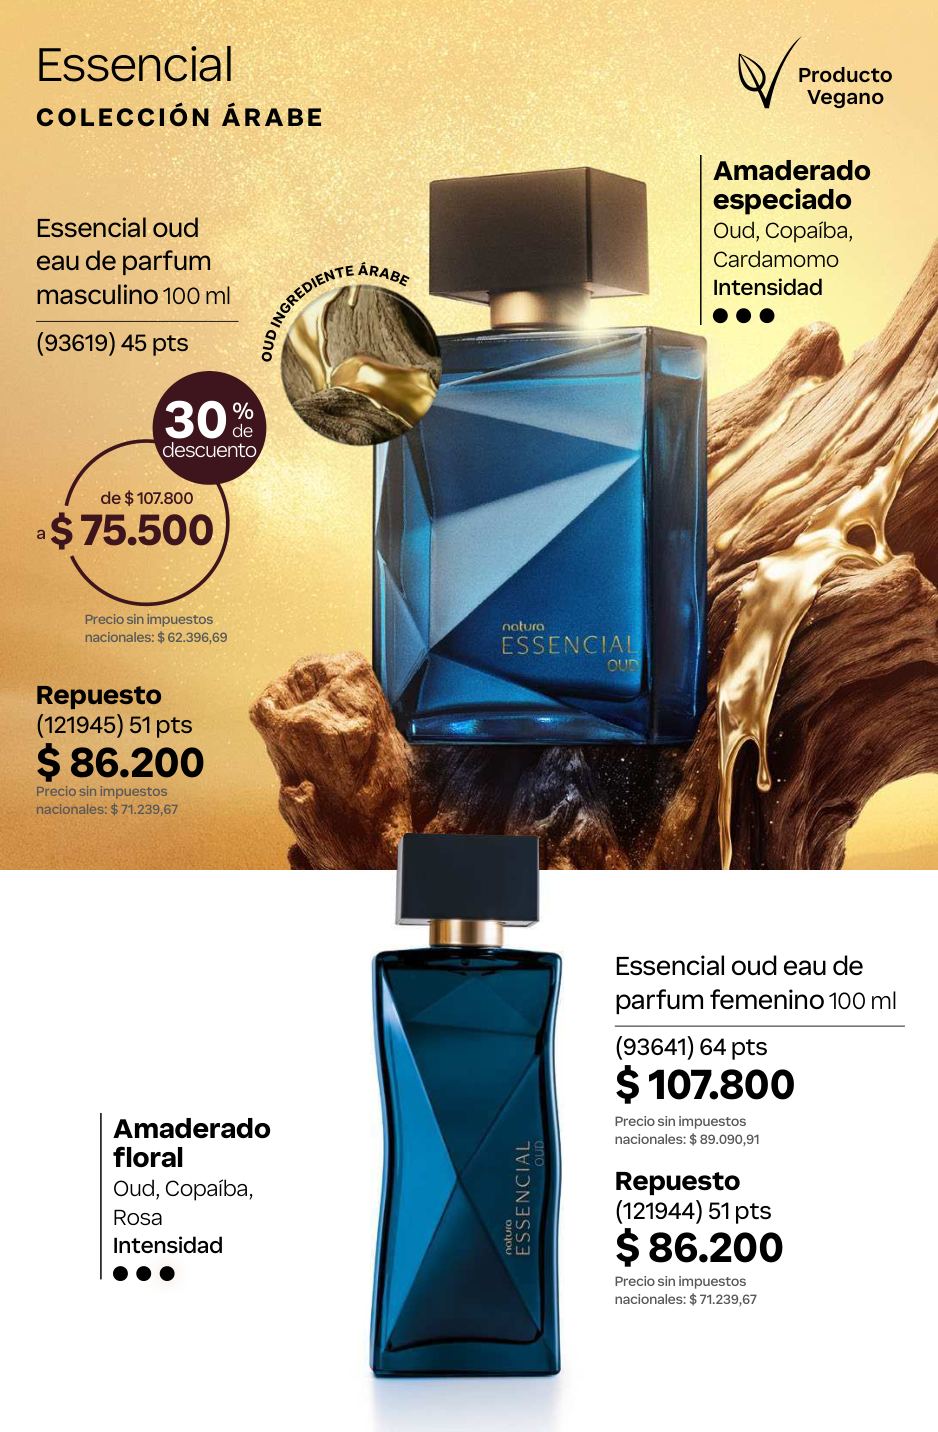 Essencial
COLECCIÓN ÁRABE
Producto
Vegano
Amaderado
especiado
Oud, Copaíba,
Cardamomo
Intensidad
Essencial oud
eau de parfum
masculino 100 ml
(93619) 45 pts
OUD INGREDIENTE ÁRABE
30 % de
descuento
de $ 107.800
a $ 75.500
Precio sin impuestos
nacionales: $ 62.396,69
natura
ESSENCIAL
OUD
Repuesto
(121945) 51 pts
$ 86.200
Precio sin impuestos
nacionales: $ 71.239,67
Essencial oud eau de
parfum femenino 100 ml
(93641) 64 pts
$ 107.800
Precio sin impuestos
nacionales: $ 89.090,91
Repuesto
(121944) 51 pts
$ 86.200
Precio sin impuestos
nacionales: $ 71.239,67
Amaderado
floral
Oud, Copaíba,
Rosa
Intensidad
natura
ESSENCIAL
OUD